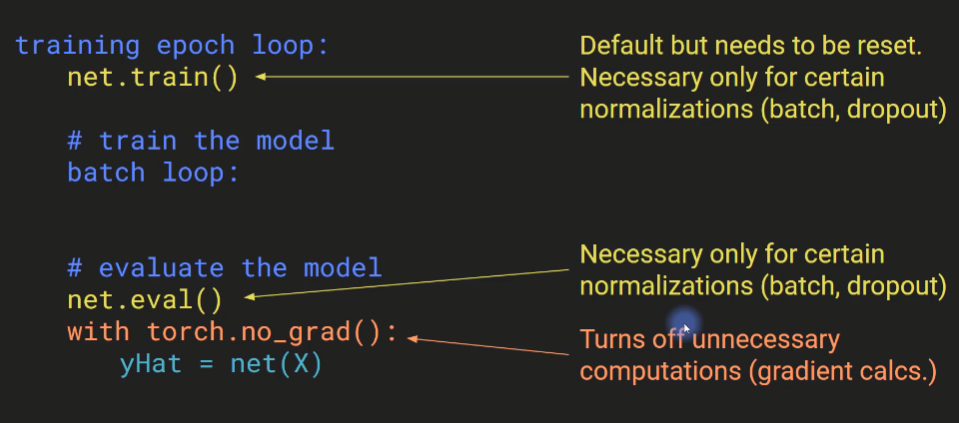 training epoch loop:
net.train()
Default but needs to be reset.
Necessary only for certain
normalizations (batch, dropout)
# train the model
batch loop:
# evaluate the model
net.eval()
Necessary only for certain
normalizations (batch, dropout)
with torch.no_grad():
yHat = net(X)
Turns off unnecessary
computations (gradient calcs.)